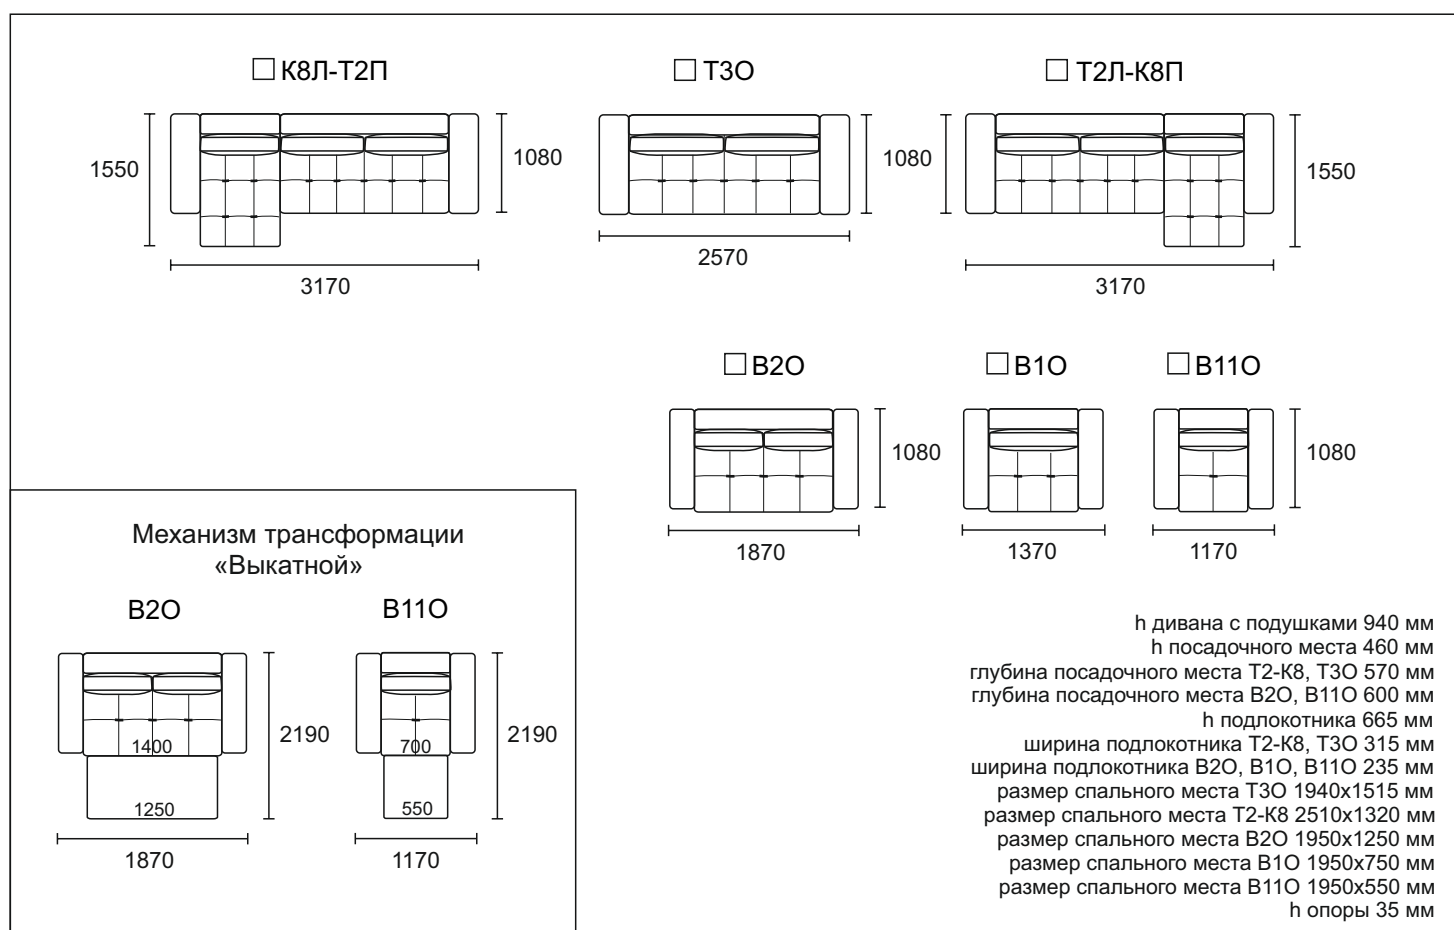 К8Л-Т2П
Т3О
Т2Л-К8П
1550
1080
3170
2570
1080
1550
3170
В2О
В1О
В11О
1080
1080
1870
1370
1170
Механизм трансформации
«Выкатной»
В2О
В11О
2190
2190
1400
700
1250
550
1870
1170
h дивана с подушками 940 мм
h посадочного места 460 мм
глубина посадочного места Т2-К8, Т3О 570 мм
глубина посадочного места В2О, В11О 600 мм
h подлокотника 665 мм
ширина подлокотника Т2-К8, Т3О 315 мм
ширина подлокотника В2О, В1О, В11О 235 мм
размер спального места Т3О 1940х1515 мм
размер спального места Т2-К8 2510х1320 мм
размер спального места В2О 1950х1250 мм
размер спального места В1О 1950х750 мм
размер спального места В11О 1950х550 мм
h опоры 35 мм